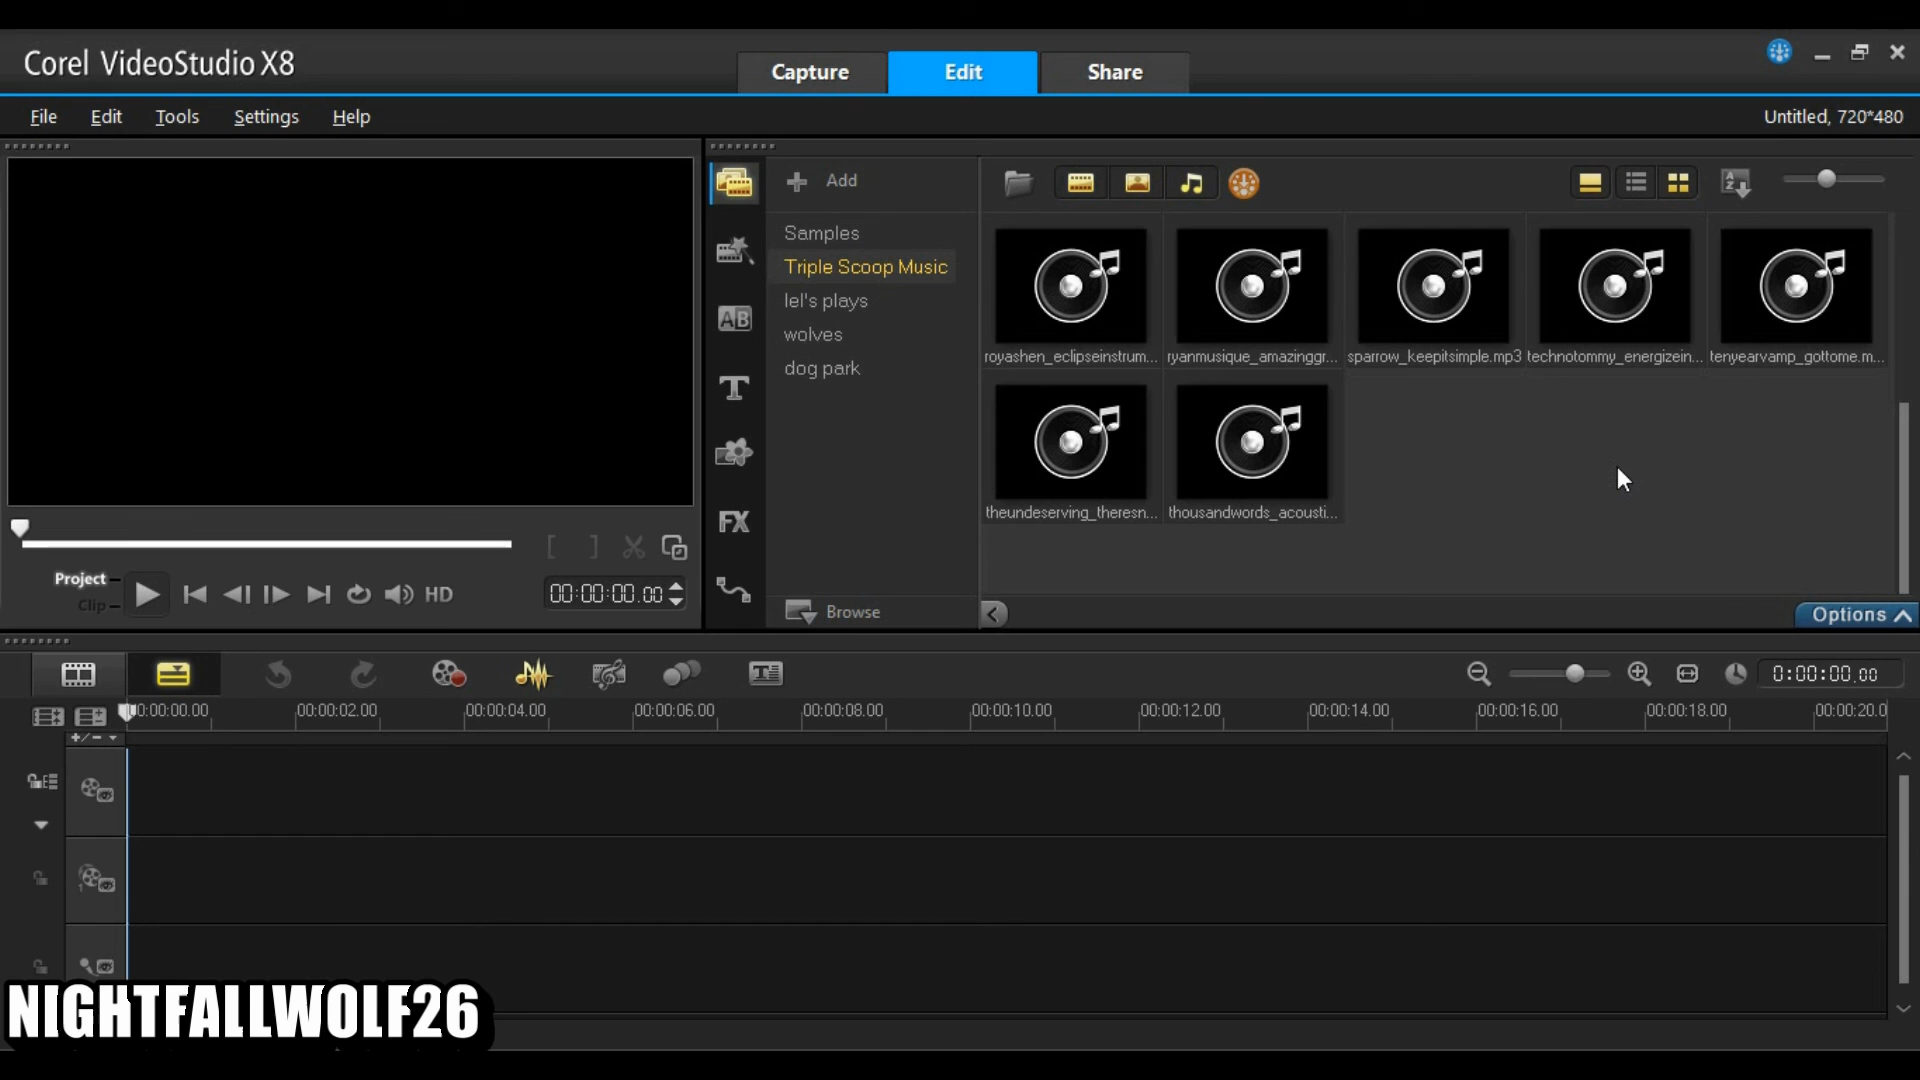 Corel VideoStudio X8
Capture
Edit
Share
File
Edit
Tools
Settings
Help
Untitled, 720*480
Add
Samples
Triple Scoop Music
lel's plays
wolves
dog park
Browse
royashen_eclipseinstrum...
ryanmusique_amazinggr...
sparrow_keepitsimple.mp3
technotommy_energizein...
tenyearvamp_gottome.m...
theundeserving_theresn...
thousandwords_acousti...
AB
T
FX
Options
Project
Clip
HD
00:00:00.00
0:00:00.00
00:00:00.00
00:00:02.00
00:00:04.00
00:00:06.00
00:00:08.00
00:00:10.00
00:00:12.00
00:00:14.00
00:00:16.00
00:00:18.00
00:00:20.0
NIGHTFALLWOLF26